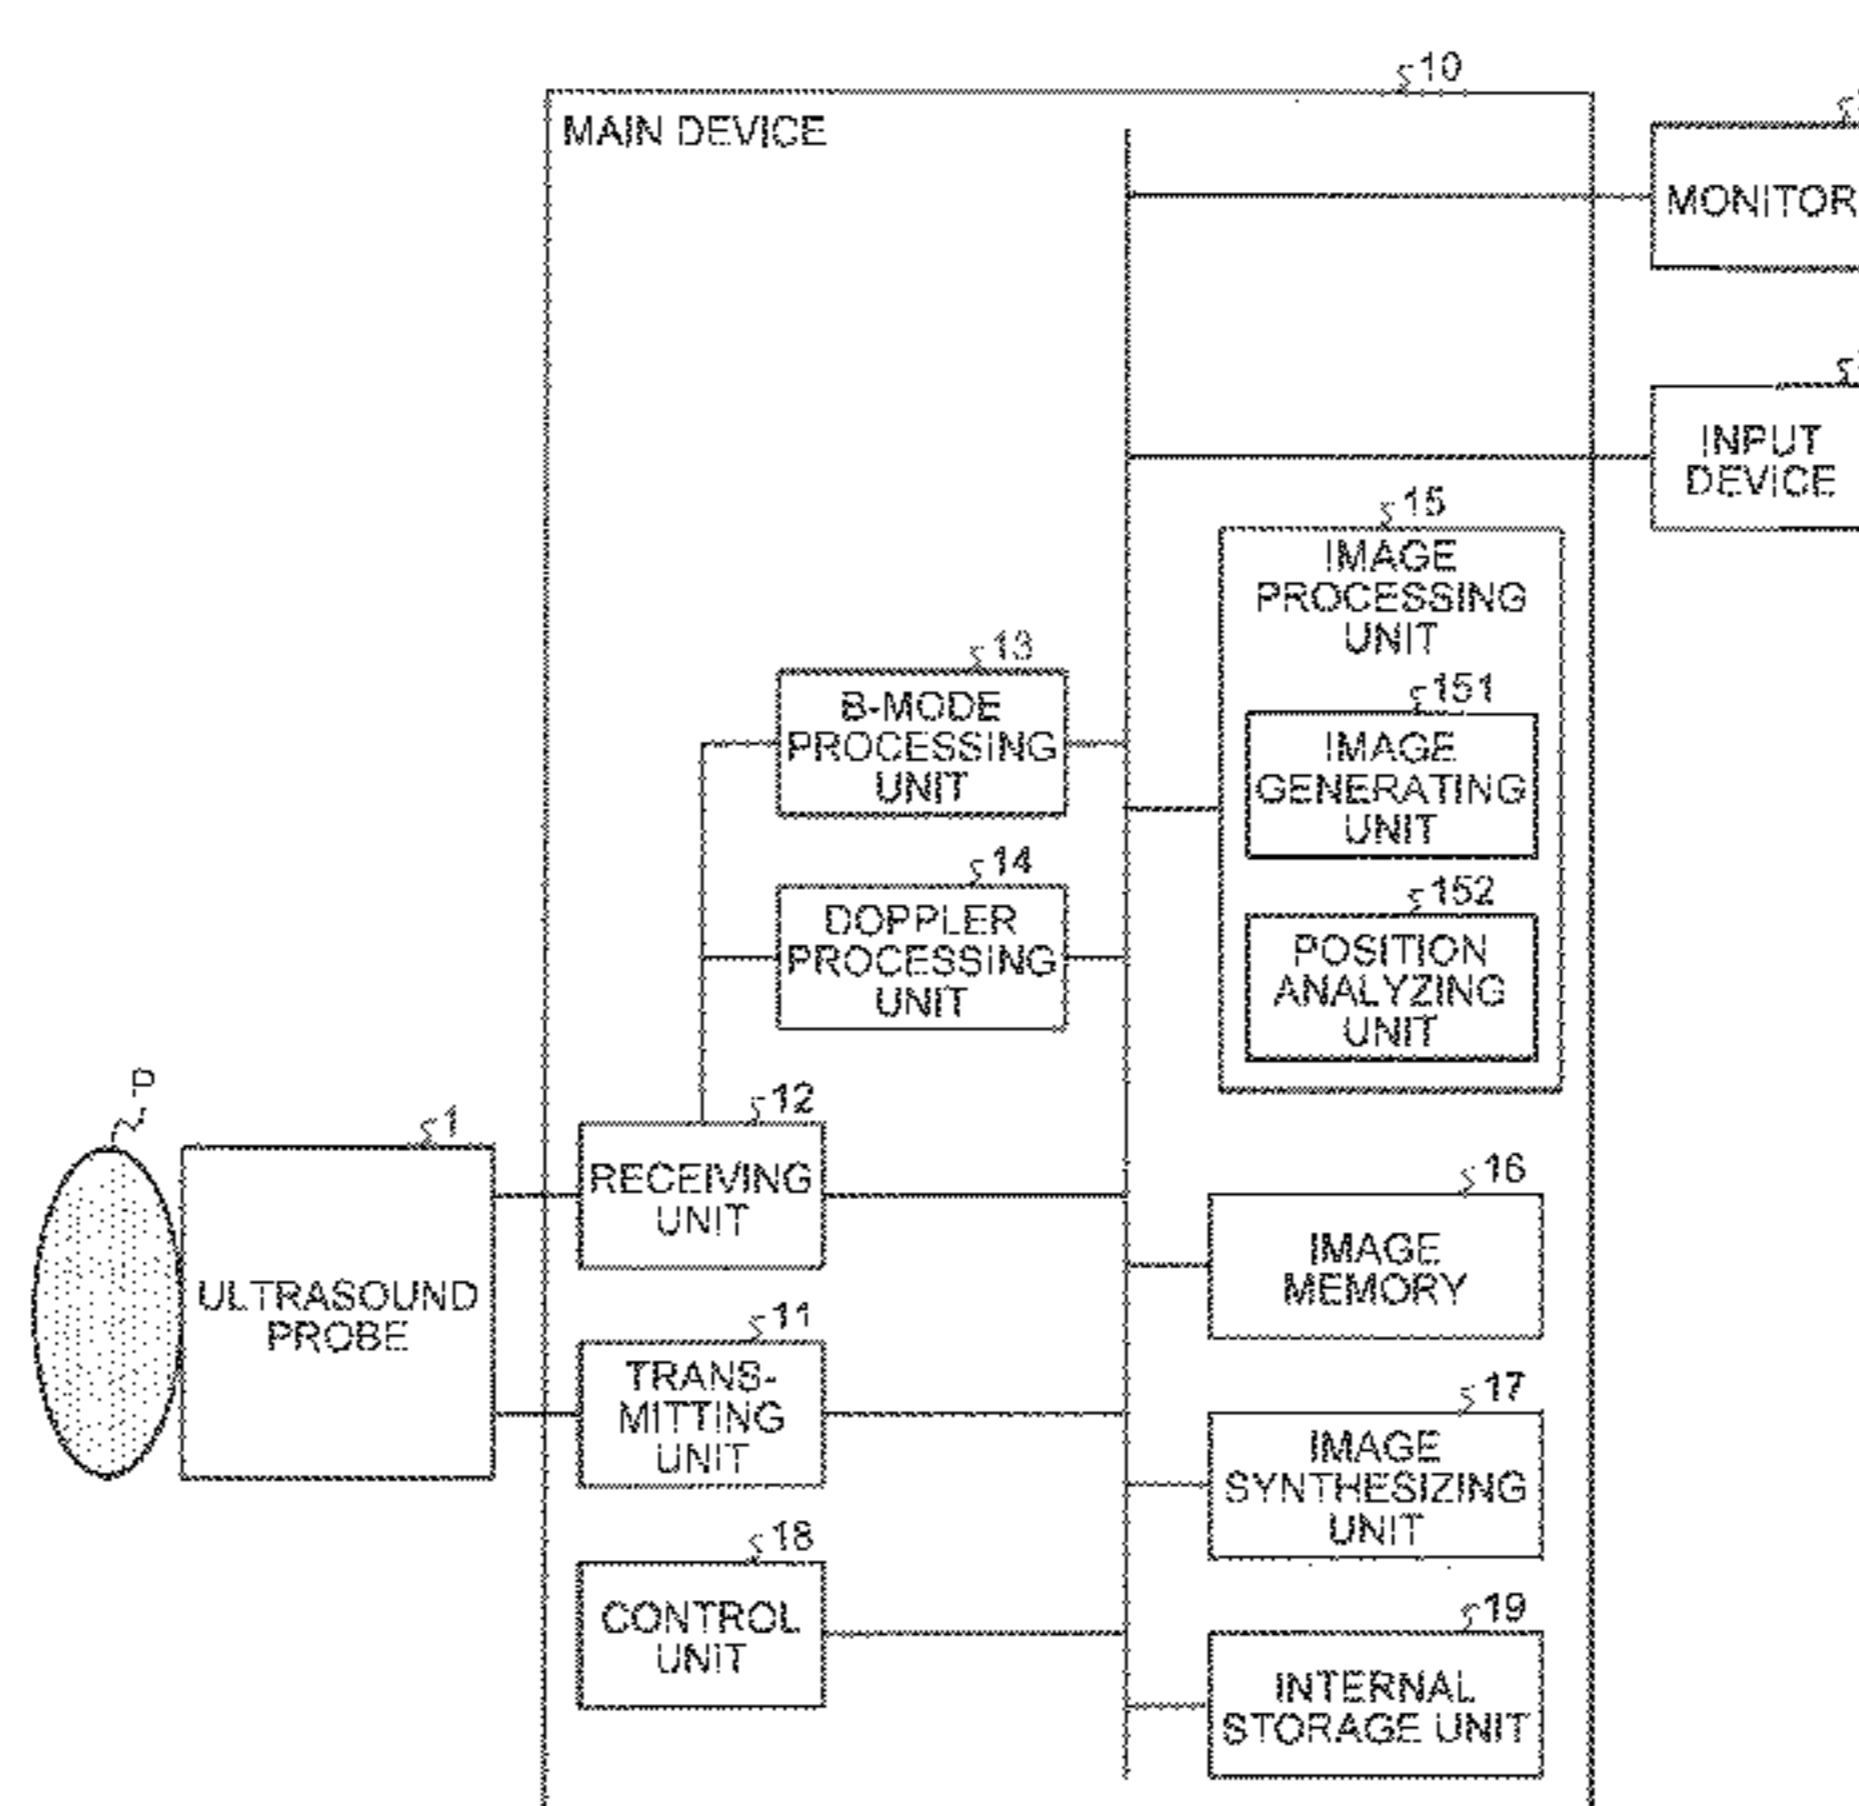 10
MAIN DEVICE
MONITOR
INPUT
DEVICE
15
IMAGE
PROCESSING
UNIT
13
B-MODE
PROCESSING
UNIT
151
IMAGE
GENERATING
UNIT
14
DOPPLER
PROCESSING
UNIT
152
POSITION
ANALYZING
UNIT
P
1
ULTRASOUND
PROBE
12
RECEIVING
UNIT
16
IMAGE
MEMORY
11
TRANS-
MITTING
UNIT
17
IMAGE
SYNTHESIZING
UNIT
18
CONTROL
UNIT
19
INTERNAL
STORAGE UNIT